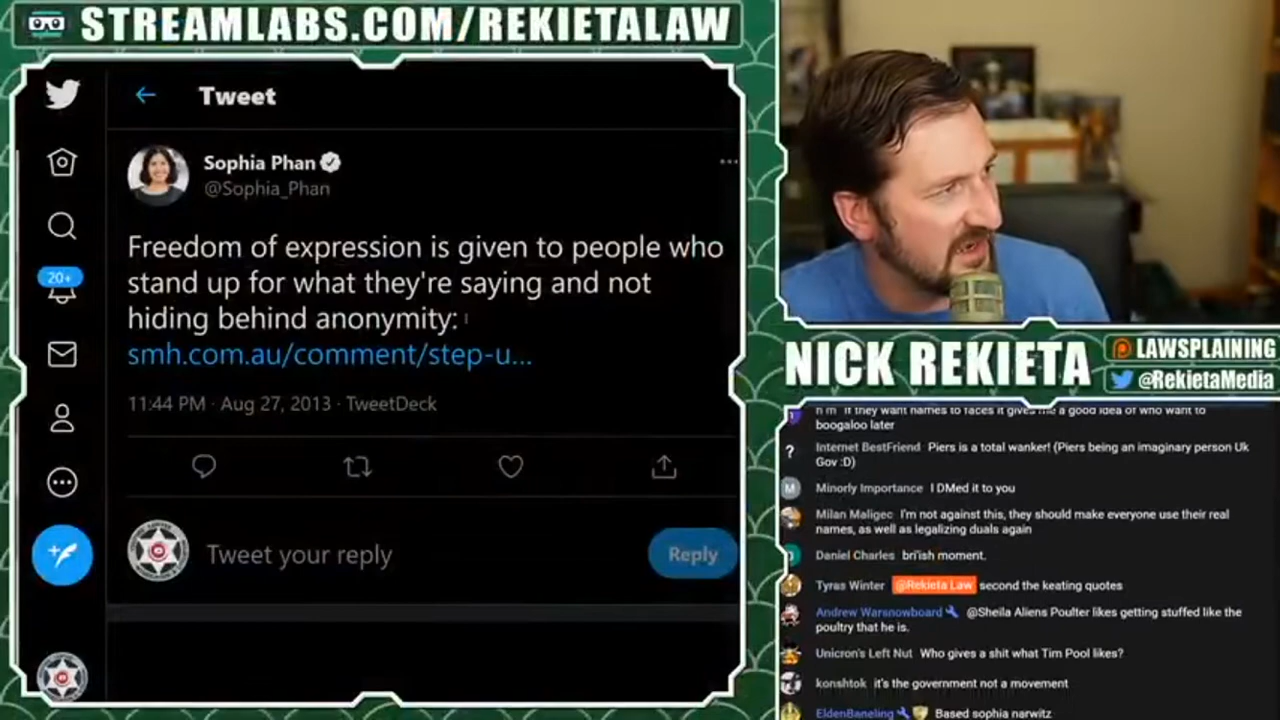 STREAMLABS.COM/REKIETALAW
Tweet
Sophia Phan
@Sophia_Phan
Freedom of expression is given to people who
stand up for what they're saying and not
hiding behind anonymity:
smh.com.au/comment/step-u...
11:44 PM · Aug 27, 2013 · TweetDeck
20+
Tweet your reply
Reply
NICK REKIETA
LAWSPLAINING
@RekietaMedia
n m if they want names to faces it gives me a good idea of who want to
boogaloo later
Internet BestFriend Piers is a total wanker! (Piers being an imaginary person Uk
Gov :D)
M
Minorly Importance I DMed it to you
Milan Maligec I'm not against this, they should make everyone use their real
names, as well as legalizing duals again
Daniel Charles bri'ish moment.
Tyras Winter @Rekieta Law second the keating quotes
Andrew Warsnowboard @Sheila Aliens Poulter likes getting stuffed like the
poultry that he is.
Unicron's Left Nut Who gives a shit what Tim Pool likes?
konshtok it's the government not a movement
EldenBaneling Based sophia narwitz